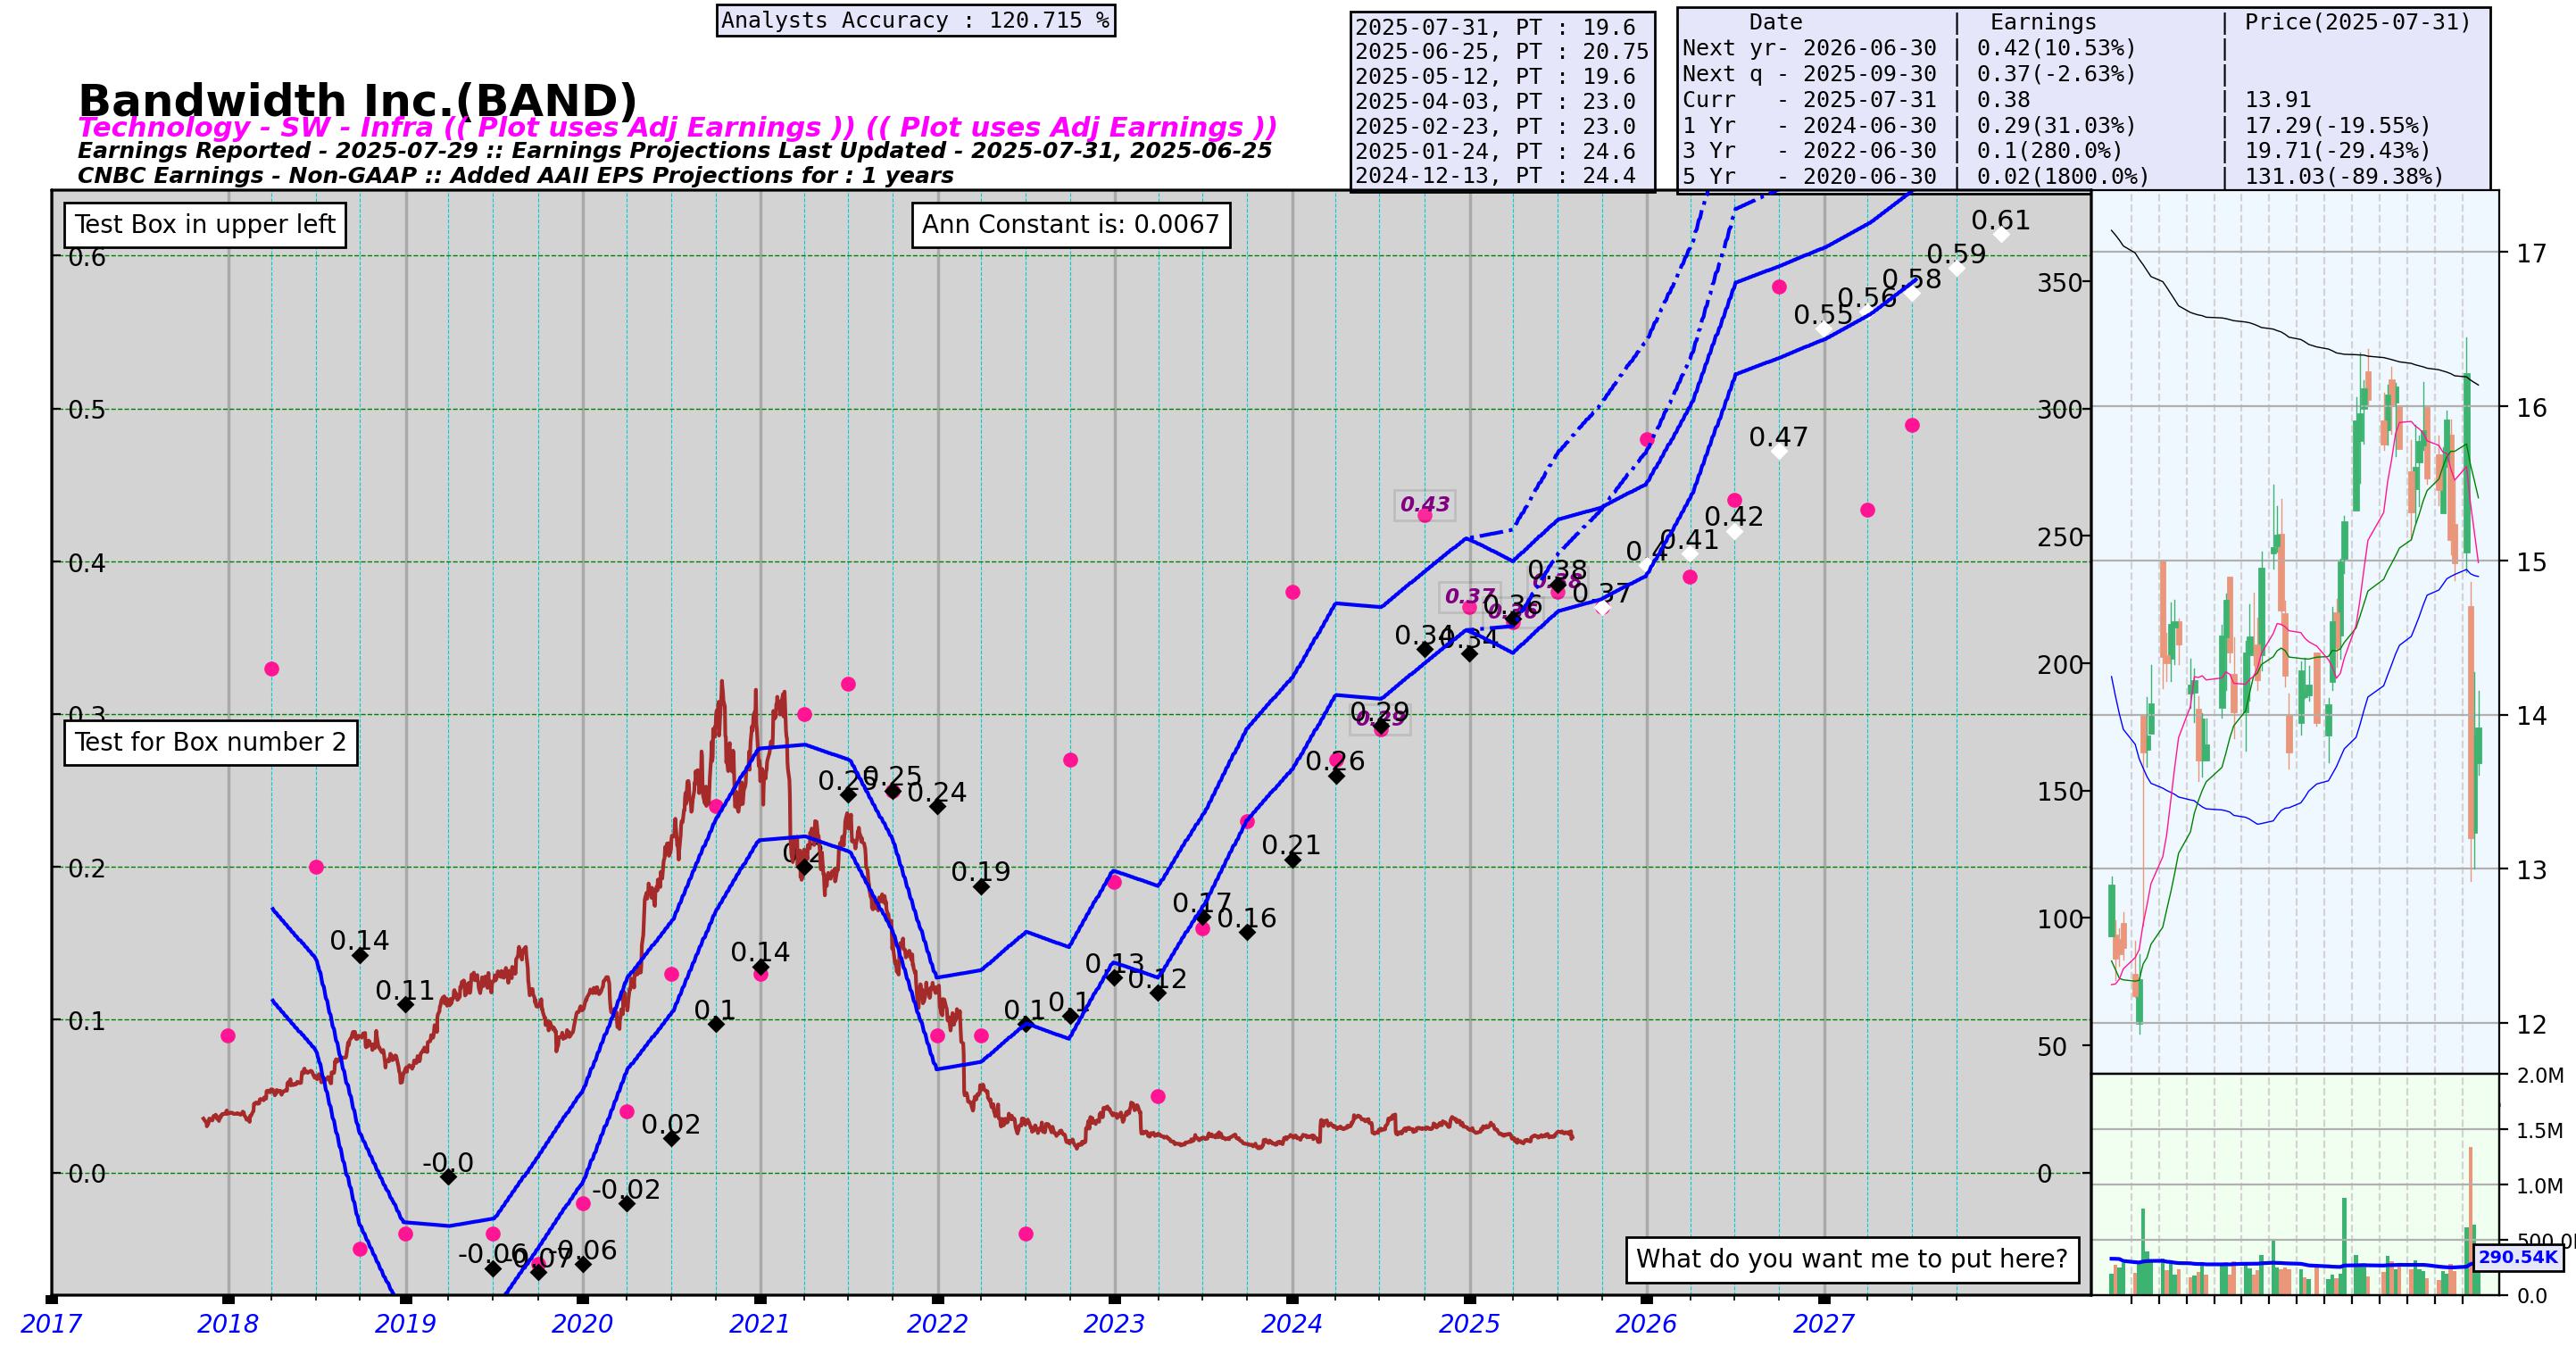 Analysts Accuracy : 120.715 %
2025-07-31, PT : 19.6
2025-06-25, PT : 20.75
2025-05-12, PT : 19.6
2025-04-03, PT : 23.0
2025-02-23, PT : 23.0
2025-01-24, PT : 24.6
2024-12-13, PT : 24.4
Date | Earnings | Price(2025-07-31)
Next yr- 2026-06-30 | 0.42(10.53%) |
Next q - 2025-09-30 | 0.37(-2.63%) |
Curr - 2025-07-31 | 0.38 | 13.91
1 Yr - 2024-06-30 | 0.29(31.03%) | 17.29(-19.55%)
3 Yr - 2022-06-30 | 0.1(280.0%) | 19.71(-29.43%)
5 Yr - 2020-06-30 | 0.02(1800.0%) | 131.03(-89.38%)
Bandwidth Inc.(BAND)
Technology - SW - Infra (( Plot uses Adj Earnings )) (( Plot uses Adj Earnings ))
Earnings Reported - 2025-07-29 :: Earnings Projections Last Updated - 2025-07-31, 2025-06-25
CNBC Earnings - Non-GAAP :: Added AAII EPS Projections for : 1 years
Test Box in upper left
Ann Constant is: 0.0067
Test for Box number 2
What do you want me to put here?
0.6
0.5
0.4
0.3
0.2
0.1
0.0
0.14
0.11
-0.0
-0.06
-0.07
-0.06
-0.02
0.02
0.1
0.14
0.2
0.25
0.25
0.24
0.19
0.1
0.1
0.13
0.12
0.17
0.16
0.21
0.26
0.29
0.29
0.34
0.43
0.34
0.37
0.36
0.36
0.38
0.38
0.37
0.4
0.41
0.42
0.47
0.55
0.56
0.58
0.59
0.61
350
300
250
200
150
100
50
0
17
16
15
14
13
12
2.0M
1.5M
1.0M
290.54K
0.0
2017
2018
2019
2020
2021
2022
2023
2024
2025
2026
2027